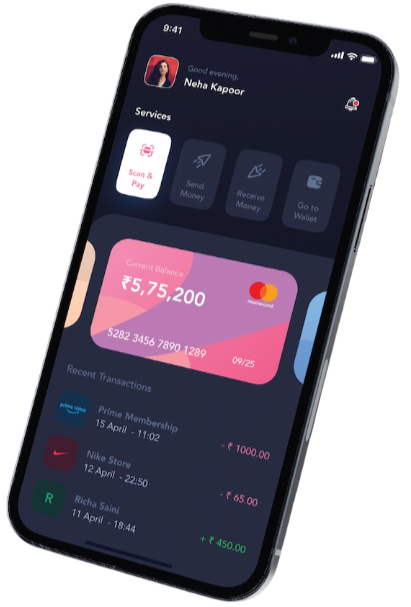 9:41
Good evening,
Neha Kapoor
Services
Scan &
Pay
Send
Money
Receive
Money
Go to
Wallet
Current Balance
₹5,75,200
mastercard
5282 3456 7890 1289
09/25
Recent Transactions
prime video
Prime Membership
15 April - 11:02
- ₹ 1000.00
Nike Store
12 April - 22:50
- ₹ 65.00
R
Richa Saini
11 April - 18:44
+ ₹ 450.00